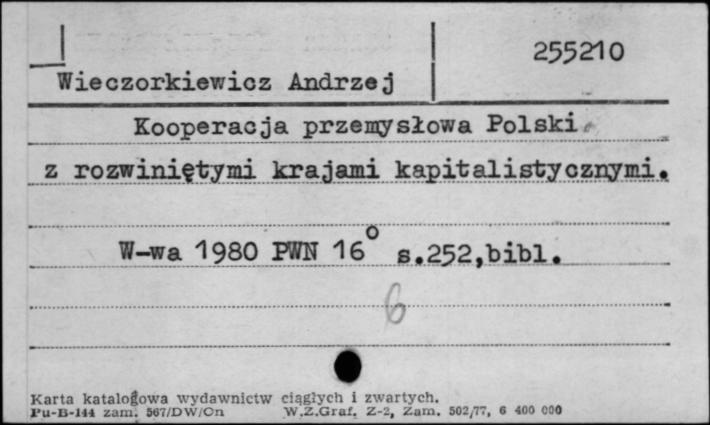 255210
Wieczorkiewicz Andrzej
Kooperacja przemysłowa Polski
z rozwiniętymi krajami kapitalistycznymi.
W-wa 1980 PWN 16° s.252,bibl.
6
Karta katalogowa wydawnictw ciągłych i zwartych.
Pu-B-144 zam. 567/DW/On W.Z.Graf. Z-2, Zam. 502/77, 6 400 000